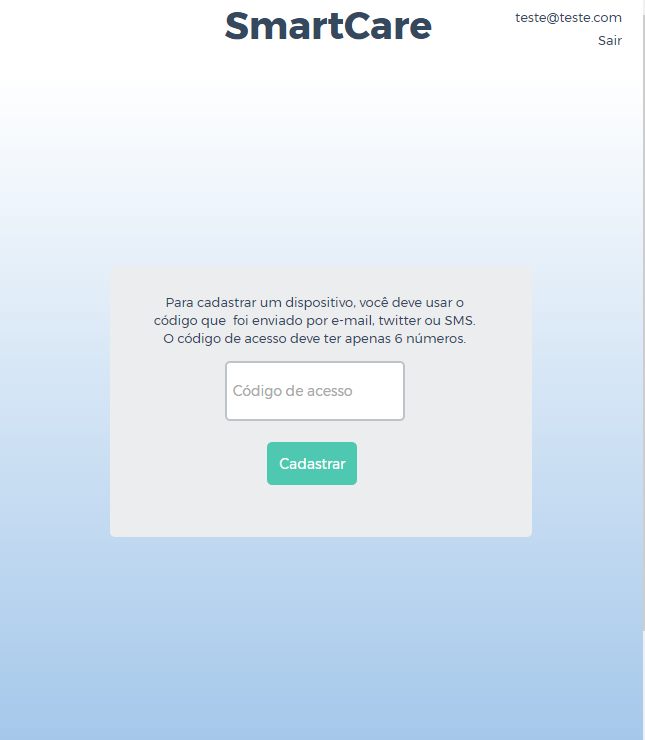 SmartCare
teste@teste.com
Sair
Para cadastrar um dispositivo, você deve usar o
código que  foi enviado por e-mail, twitter ou SMS.
O código de acesso deve ter apenas 6 números.
Código de acesso
Cadastrar